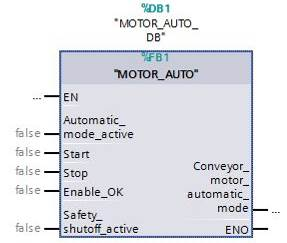 %DB1
"MOTOR_AUTO_
DB"
%FB1
"MOTOR_AUTO"
... EN
Automatic_
false mode_active
false Start
false Stop
false Enable_OK
Safety_
false shutoff_active
Conveyor_
motor_
automatic_
mode ...
ENO